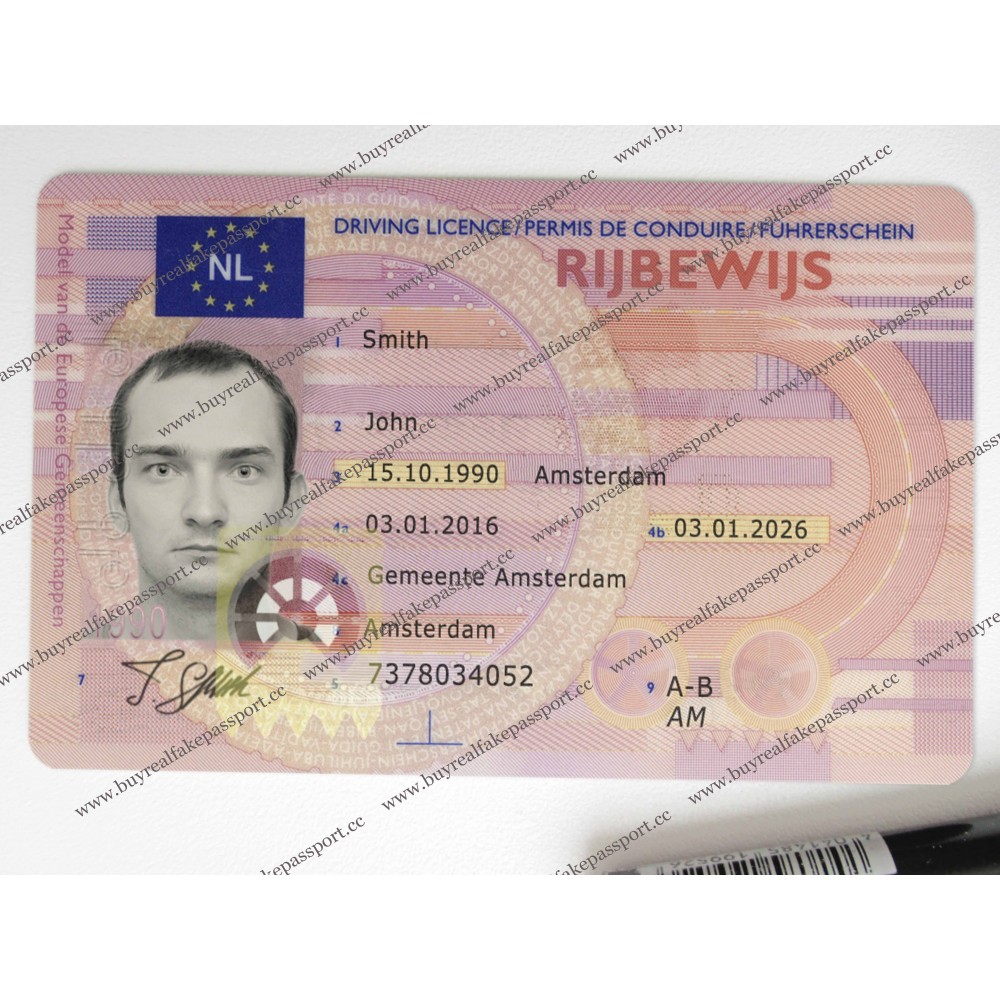 www.buyrealfakepassport.cc
DRIVING LICENCE/PERMIS DE CONDUIRE/FÜHRERSCHEIN
RIJBEWIJS
NL
Model van de Europese Gemeenschappen
1 Smith
2 John
3 15.10.1990 Amsterdam
4a 03.01.2016 4b 03.01.2026
4c Gemeente Amsterdam
Amsterdam
1990
5 7378034052
7
9 A-B
AM